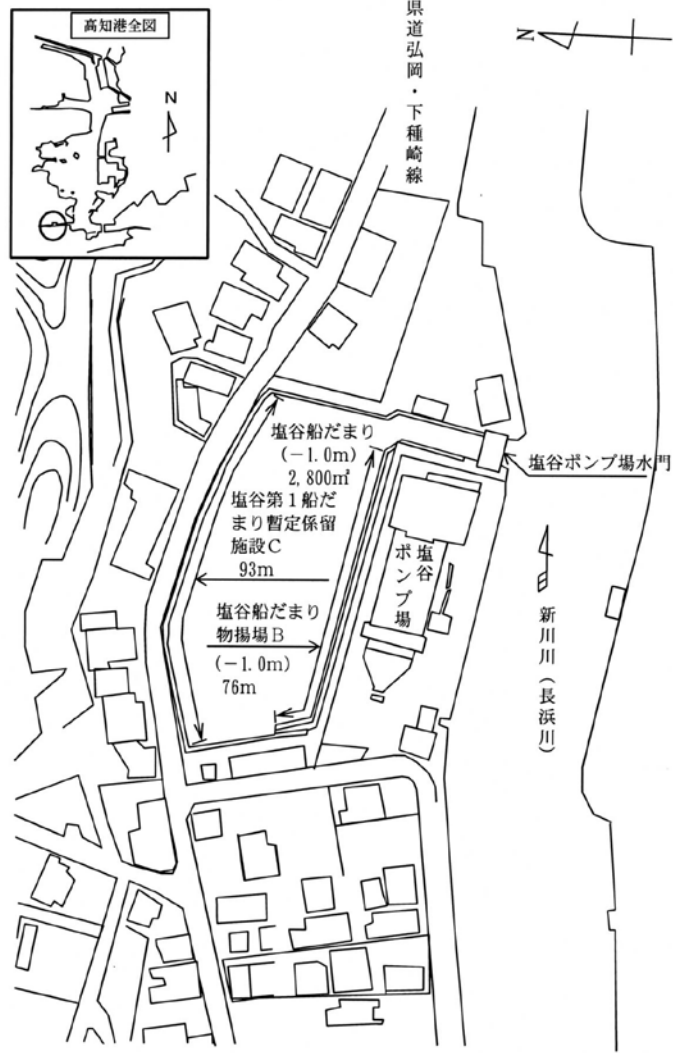 高知港全図
N
県道弘岡・下種崎線
N
塩谷船だまり
(−1.0m)
2,800㎡
塩谷第1船だ
まり暫定係留
施設C
93m
塩谷船だまり
物揚場B
(−1.0m)
76m
塩谷
ポンプ場
塩谷ポンプ場水門
新川川(長浜川)